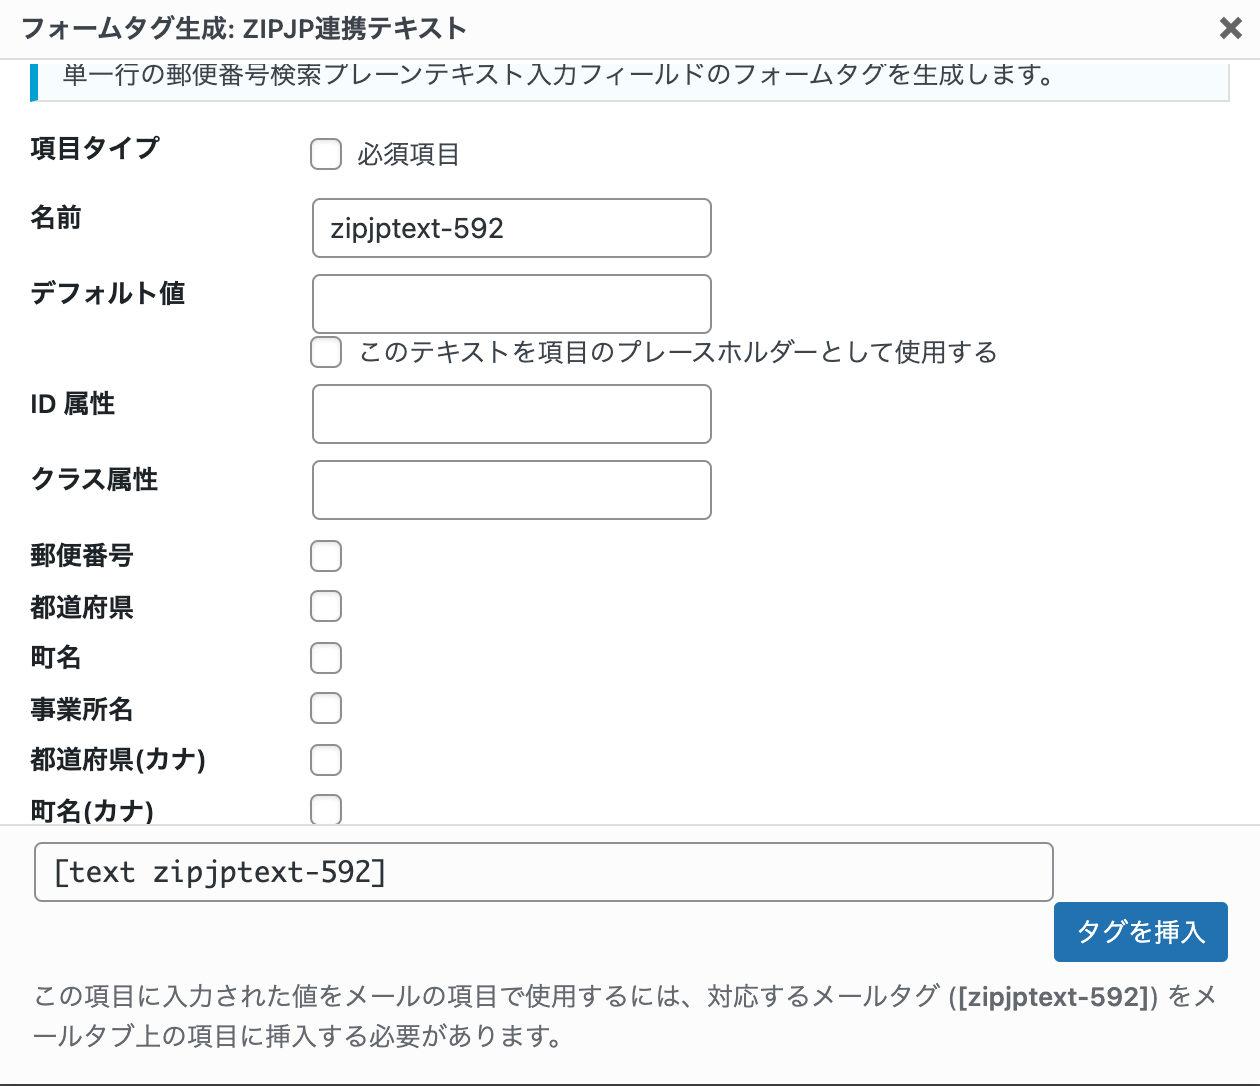 フォームタグ生成: ZIPJP連携テキスト
単一行の郵便番号検索プレーンテキスト入力フィールドのフォームタグを生成します。
項目タイプ
必須項目
名前
zipjptext-592
デフォルト値
このテキストを項目のプレースホルダーとして使用する
ID 属性
クラス属性
郵便番号
都道府県
町名
事業所名
都道府県(カナ)
町名(カナ)
[text zipjptext-592]
タグを挿入
この項目に入力された値をメールの項目で使用するには、対応するメールタグ ([zipjptext-592]) をメ
ールタブ上の項目に挿入する必要があります。